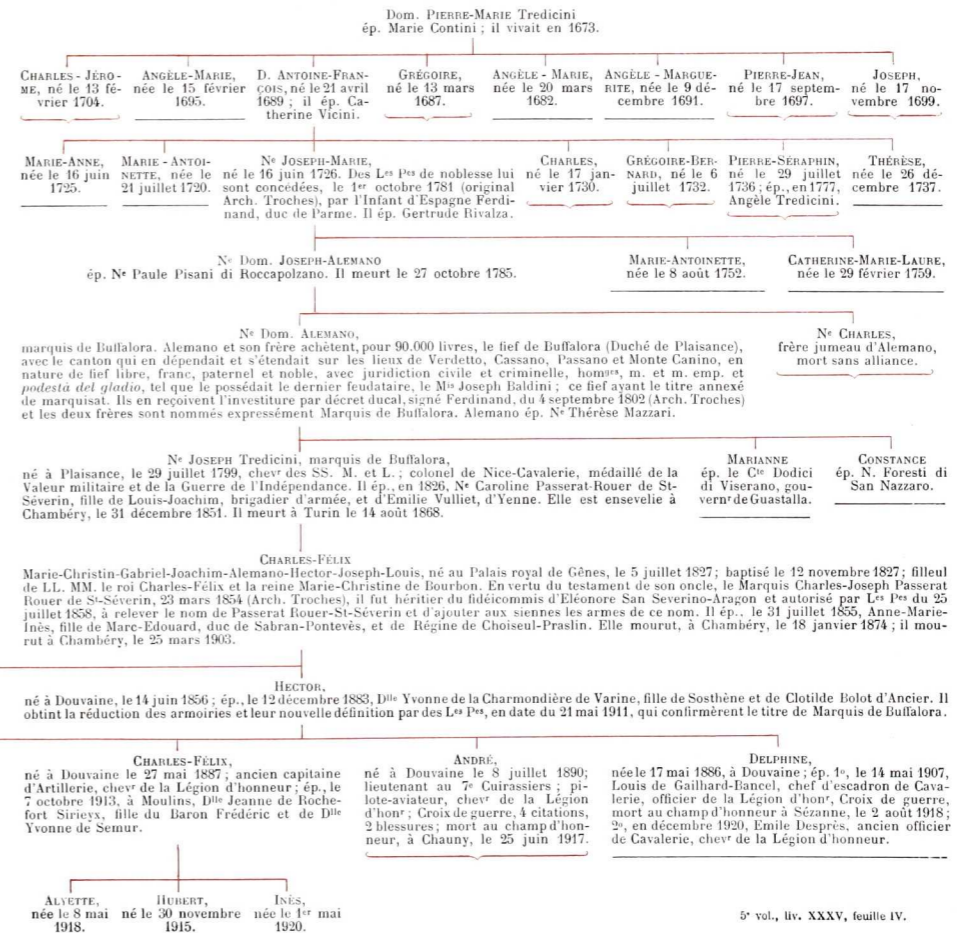 Dom. PIERRE-MARIE Tredicini
ép. Marie Contini ; il vivait en 1673.
CHARLES - JÉRO-
ME, né le 13 fé-
vrier 1704.
ANGÈLE-MARIE,
née le 15 février
1695.
D. ANTOINE-FRAN-
ÇOIS, né le 21 avril
1689 ; il ép. Ca-
therine Vicini.
GRÉGOIRE,
né le 13 mars
1687.
ANGÈLE - MARIE,
née le 20 mars
1682.
ANGÈLE - MARGUE-
RITE, née le 9 dé-
cembre 1691.
PIERRE-JEAN,
né le 17 septem-
bre 1697.
JOSEPH,
né le 17 no-
vembre 1699.
MARIE-ANNE,
née le 16 juin
1725.
MARIE - ANTOI-
NETTE, née le
21 juillet 1720.
Ne JOSEPH-MARIE,
né le 16 juin 1726. Des Les Pes de noblesse lui
sont concédées, le 1er octobre 1781 (original
Arch. Troches), par l'Infant d'Espagne Ferdi-
nand, duc de Parme. Il ép. Gertrude Rivalza.
CHARLES,
né le 17 jan-
vier 1730.
GRÉGOIRE-BER-
NARD, né le 6
juillet 1732.
PIERRE-SÉRAPHIN,
né le 29 juillet
1736 ; ép., en 1777,
Angèle Tredicini.
THÉRÈSE,
née le 26 dé-
cembre 1737.
Ne Dom. JOSEPH-ALEMANO
ép. Ne Paule Pisani di Roccapolzano. Il meurt le 27 octobre 1785.
MARIE-ANTOINETTE,
née le 8 août 1752.
CATHERINE-MARIE-LAURE,
née le 29 février 1759.
Ne Dom. ALEMANO,
marquis de Buffalora. Alemano et son frère achètent, pour 90.000 livres, le fief de Buffalora (Duché de Plaisance),
avec le canton qui en dépendait et s'étendait sur les lieux de Verdetto, Cassano, Passano et Monte Canino, en
nature de fief libre, franc, paternel et noble, avec juridiction civile et criminelle, homges, m. et m. emp. et
podestà del gladio, tel que le possédait le dernier feudataire, le Mis Joseph Baldini ; ce fief ayant le titre annexé
de marquisat. Ils en reçoivent l'investiture par décret ducal, signé Ferdinand, du 4 septembre 1802 (Arch. Troches)
et les deux frères sont nommés expressément Marquis de Buffalora. Alemano ép. Ne Thérèse Mazzari.
Ne CHARLES,
frère jumeau d'Alemano,
mort sans alliance.
Ne JOSEPH Tredicini, marquis de Buffalora,
né à Plaisance, le 29 juillet 1799, chevr des SS. M. et L. ; colonel de Nice-Cavalerie, médaillé de la
Valeur militaire et de la Guerre de l'Indépendance. Il ép., en 1826, Ne Caroline Passerat-Rouer de St-
Séverin, fille de Louis-Joachim, brigadier d'armée, et d'Emilie Vulliet, d'Yenne. Elle est ensevelie à
Chambéry, le 31 décembre 1851. Il meurt à Turin le 14 août 1868.
MARIANNE
ép. le Cte Dodici
di Viserano, gou-
vernr de Guastalla.
CONSTANCE
ép. N. Foresti di
San Nazzaro.
CHARLES-FÉLIX
Marie-Christin-Gabriel-Joachim-Alemano-Hector-Joseph-Louis, né au Palais royal de Gênes, le 5 juillet 1827 ; baptisé le 12 novembre 1827 ; filleul
de LL. MM. le roi Charles-Félix et la reine Marie-Christine de Bourbon. En vertu du testament de son oncle, le Marquis Charles-Joseph Passerat
Rouer de St-Séverin, 23 mars 1854 (Arch. Troches), il fut héritier du fidéicommis d'Eléonore San Severino-Aragon et autorisé par Les Pes du 25
juillet 1858, à relever le nom de Passerat Rouer-St-Séverin et d'ajouter aux siennes les armes de ce nom. Il ép., le 31 juillet 1855, Anne-Marie-
Inès, fille de Marc-Edouard, duc de Sabran-Pontevès, et de Régine de Choiseul-Praslin. Elle mourut, à Chambéry, le 18 janvier 1874 ; il mou-
rut à Chambéry, le 25 mars 1903.
HECTOR,
né à Douvaine, le 14 juin 1856 ; ép., le 12 décembre 1883, Dlle Yvonne de la Charmondière de Varine, fille de Sosthène et de Clotilde Bolot d'Ancier. Il
obtint la réduction des armoiries et leur nouvelle définition par des Les Pes, en date du 21 mai 1911, qui confirmèrent le titre de Marquis de Buffalora.
CHARLES-FÉLIX,
né à Douvaine le 27 mai 1887 ; ancien capitaine
d'Artillerie, chevr de la Légion d'honneur ; ép., le
7 octobre 1913, à Moulins, Dlle Jeanne de Roche-
fort Sirieyx, fille du Baron Frédéric et de Dlle
Yvonne de Semur.
ANDRÉ,
né à Douvaine le 8 juillet 1890;
lieutenant au 7e Cuirassiers ; pi-
lote-aviateur, chevr de la Légion
d'honr ; Croix de guerre, 4 citations,
2 blessures ; mort au champ d'hon-
neur, à Chauny, le 25 juin 1917.
DELPHINE,
née le 17 mai 1886, à Douvaine ; ép. 1o, le 14 mai 1907,
Louis de Gailhard-Bancel, chef d'escadron de Cava-
lerie, officier de la Légion d'honr, Croix de guerre,
mort au champ d'honneur à Sézanne, le 2 août 1918 ;
2o, en décembre 1920, Emile Després, ancien officier
de Cavalerie, chevr de la Légion d'honneur.
ALYETTE,
née le 8 mai
1918.
HUBERT,
né le 30 novembre
1915.
INÈS,
née le 1er mai
1920.
5e vol., liv. XXXV, feuille IV.